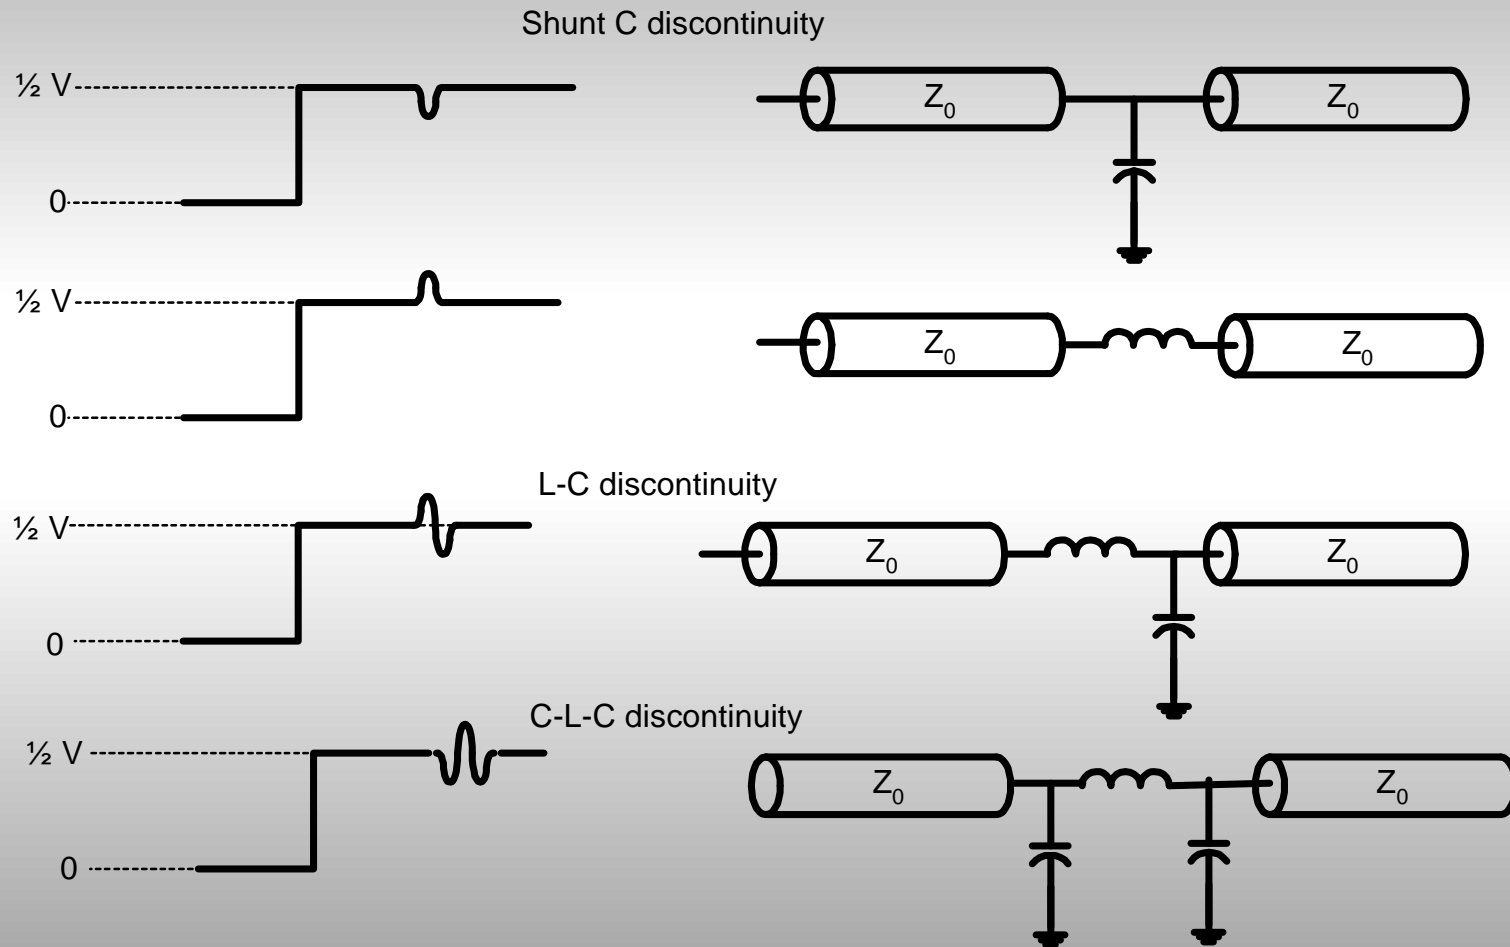 Shunt C discontinuity
½ V
0
Z0
Z0
½ V
0
Z0
Z0
L-C discontinuity
½ V
0
Z0
Z0
C-L-C discontinuity
½ V
0
Z0
Z0